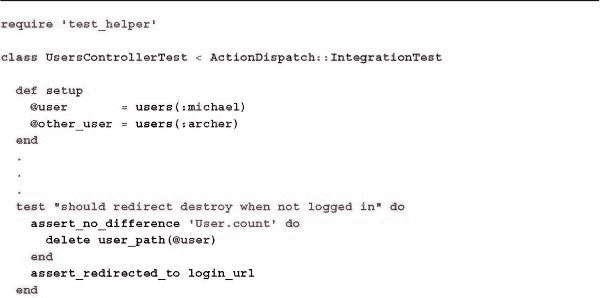 require 'test_helper'
class UsersControllerTest < ActionDispatch::IntegrationTest
  def setup
    @user       = users(:michael)
    @other_user = users(:archer)
  end
  .
  .
  .
  test "should redirect destroy when not logged in" do
    assert_no_difference 'User.count' do
      delete user_path(@user)
    end
    assert_redirected_to login_url
  end